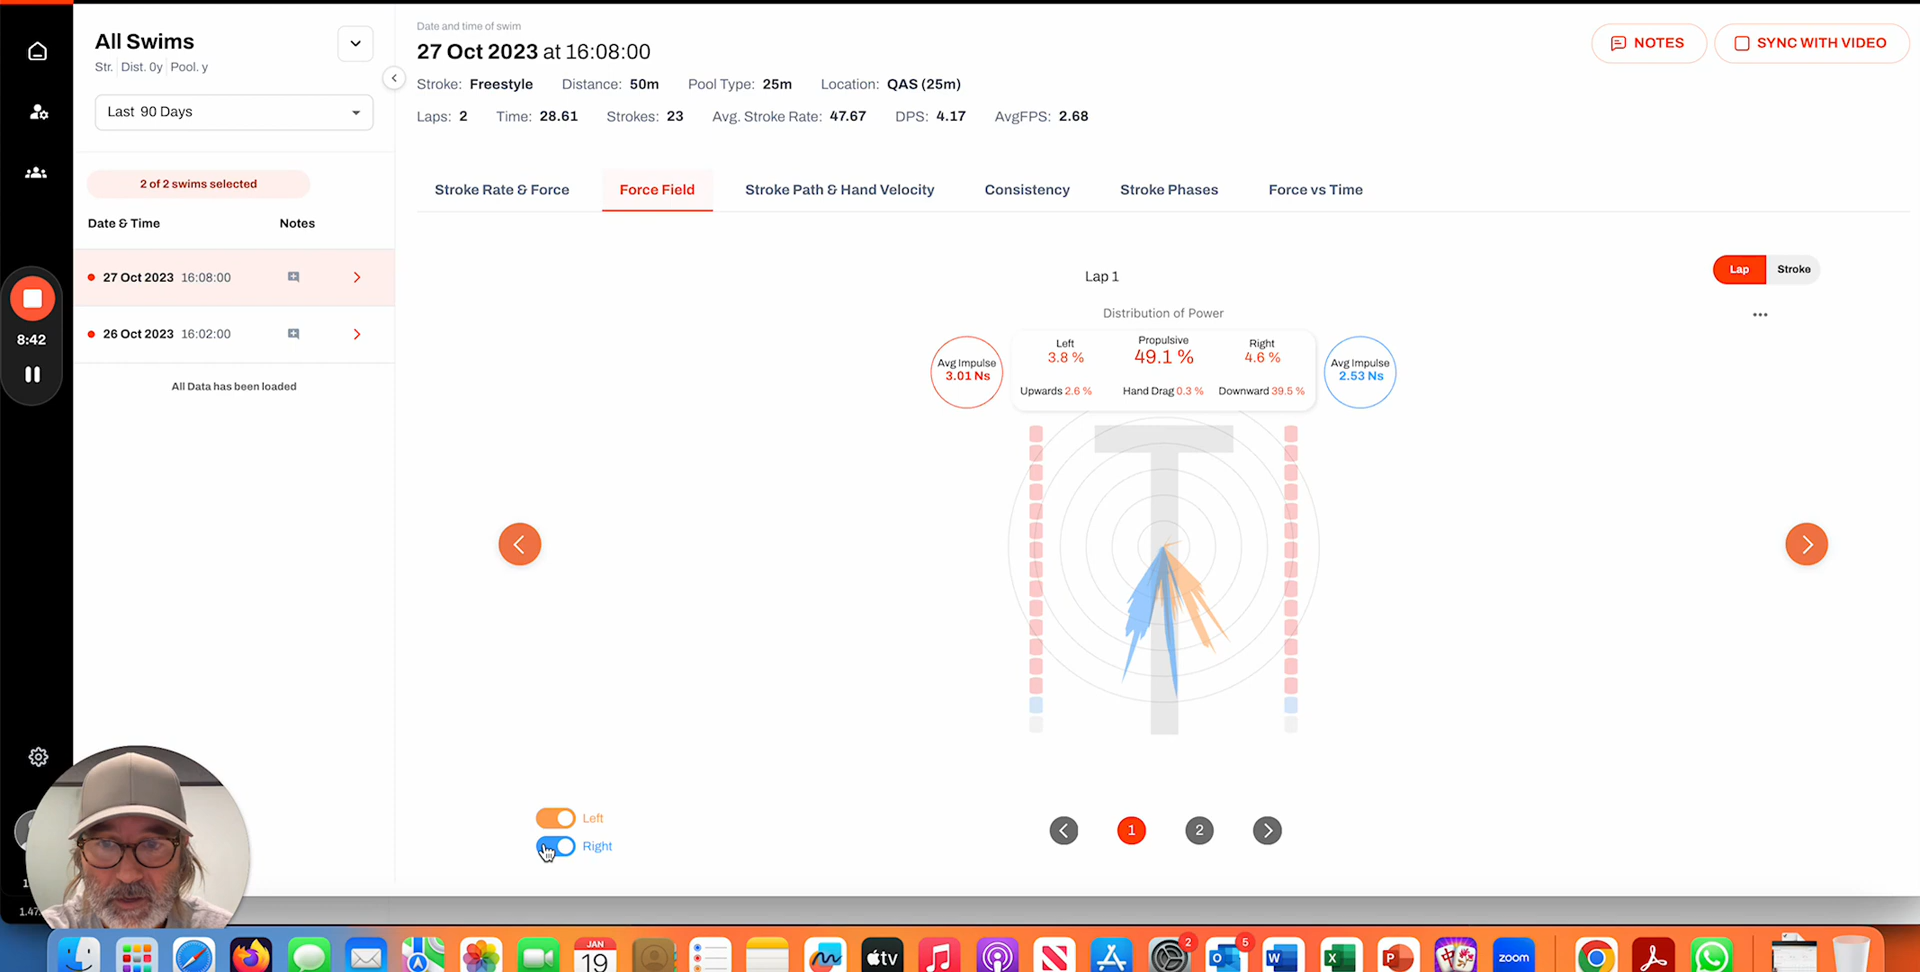 All Swims
Str. Dist. 0y Pool. y
Last 90 Days
2 of 2 swims selected
Date & Time Notes
27 Oct 2023 16:08:00
26 Oct 2023 16:02:00
All Data has been loaded
8:42
1.47
Date and time of swim
27 Oct 2023 at 16:08:00
Stroke: Freestyle Distance: 50m Pool Type: 25m Location: QAS (25m)
Laps: 2 Time: 28.61 Strokes: 23 Avg. Stroke Rate: 47.67 DPS: 4.17 AvgFPS: 2.68
NOTES
SYNC WITH VIDEO
Stroke Rate & Force Force Field Stroke Path & Hand Velocity Consistency Stroke Phases Force vs Time
Lap 1
Lap Stroke
Distribution of Power
Avg Impulse
3.01 Ns
Left
3.8 %
Propulsive
49.1 %
Right
4.6 %
Upwards 2.6 % Hand Drag 0.3 % Downward 39.5 %
Avg Impulse
2.53 Ns
Left
Right
1 2
JAN
19
tv
2
5
W
X
P
中
zoom